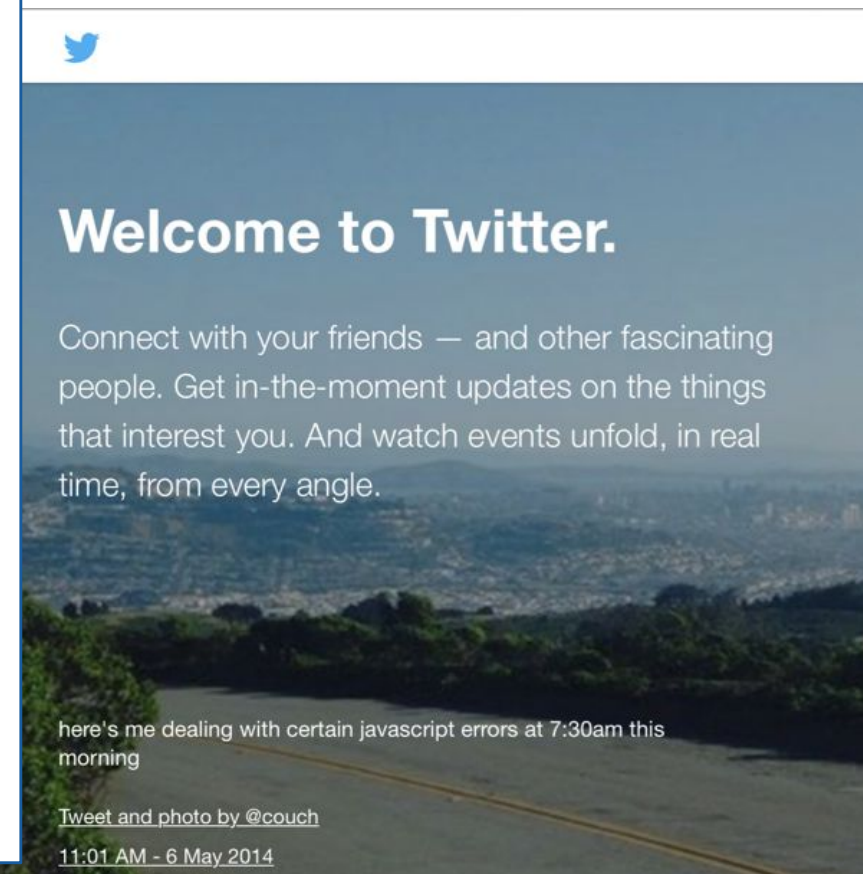 Welcome to Twitter.
Connect with your friends — and other fascinating
people. Get in-the-moment updates on the things
that interest you. And watch events unfold, in real
time, from every angle.
here's me dealing with certain javascript errors at 7:30am this
morning
Tweet and photo by @couch
11:01 AM - 6 May 2014